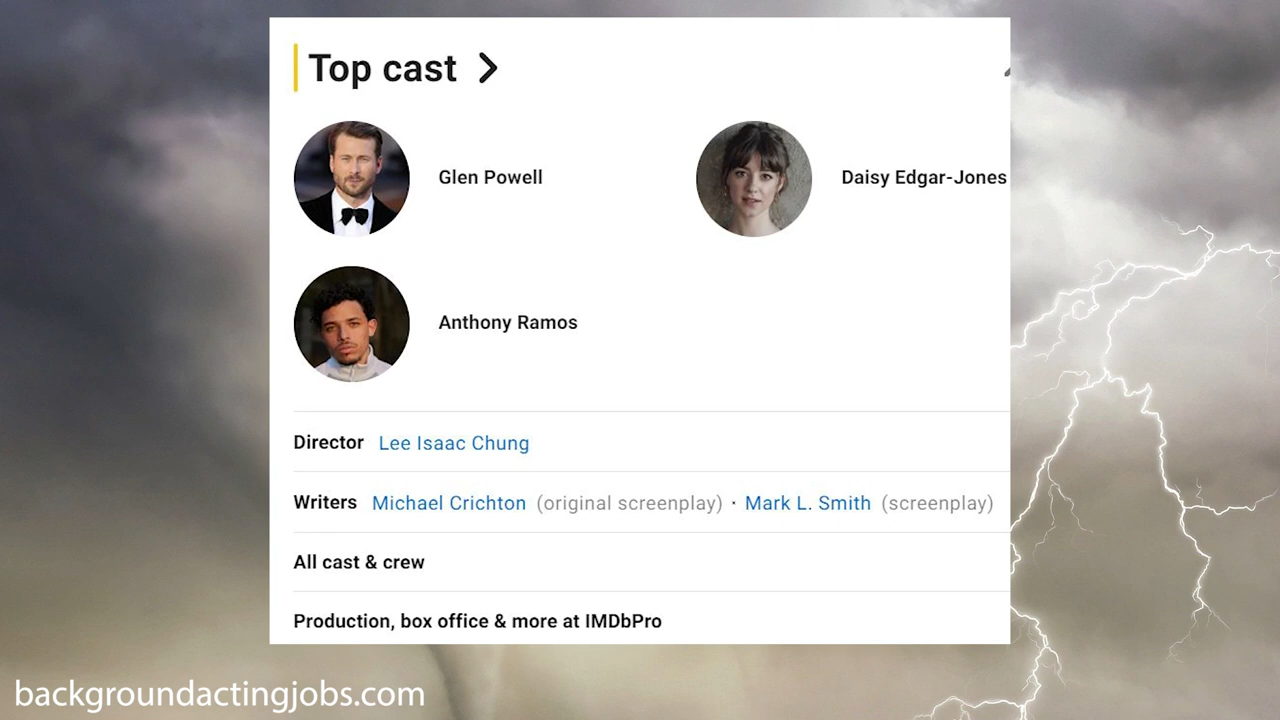 Top cast
Glen Powell
Daisy Edgar-Jones
Anthony Ramos
Director Lee Isaac Chung
Writers Michael Crichton (original screenplay) · Mark L. Smith (screenplay)
All cast & crew
Production, box office & more at IMDbPro
backgroundactingjobs.com